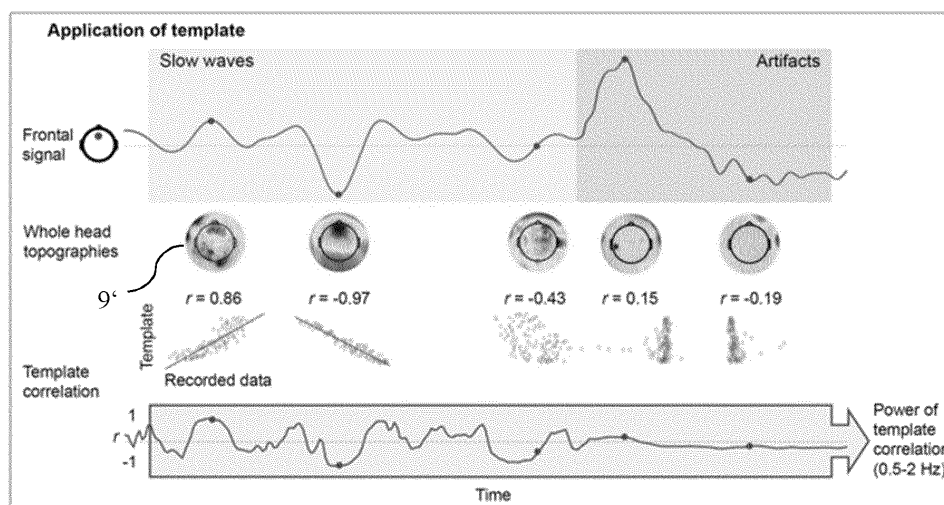 Application of template
Slow waves
Artifacts
Frontal
signal
Whole head
topographies
9‘
r = 0.86
r = -0.97
r = -0.43
r = 0.15
r = -0.19
Template
Recorded data
Template
correlation
1
r
-1
Power of
template
correlation
(0.5-2 Hz)
Time